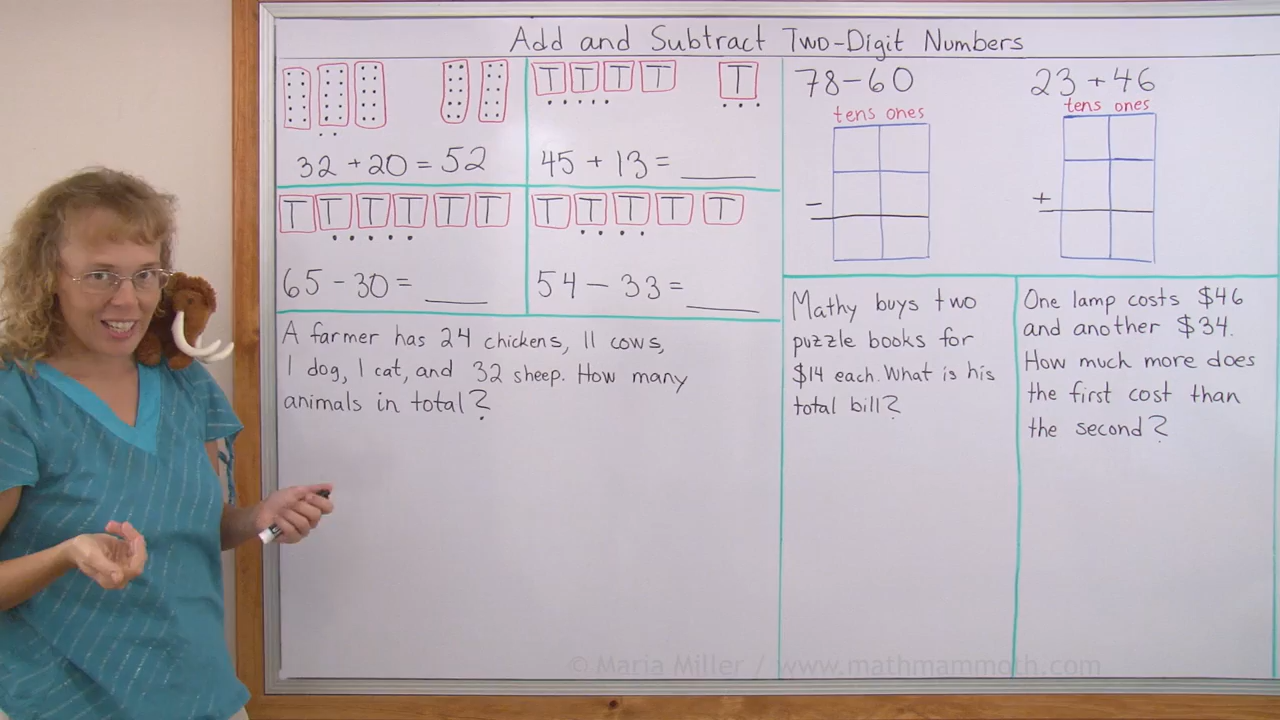 Add and Subtract Two-Digit Numbers
32 + 20 = 52
T T T T T
45 + 13 = ____
T T T T T T
65 - 30 = ____
T T T T T
54 - 33 = ____
78-60
tens ones
-
23 + 46
tens ones
+
A farmer has 24 chickens, 11 cows,
1 dog, 1 cat, and 32 sheep. How many
animals in total?
Mathy buys two
puzzle books for
$14 each. What is his
total bill?
One lamp costs $46
and another $34.
How much more does
the first cost than
the second?
© Maria Miller / www.mathmammoth.com